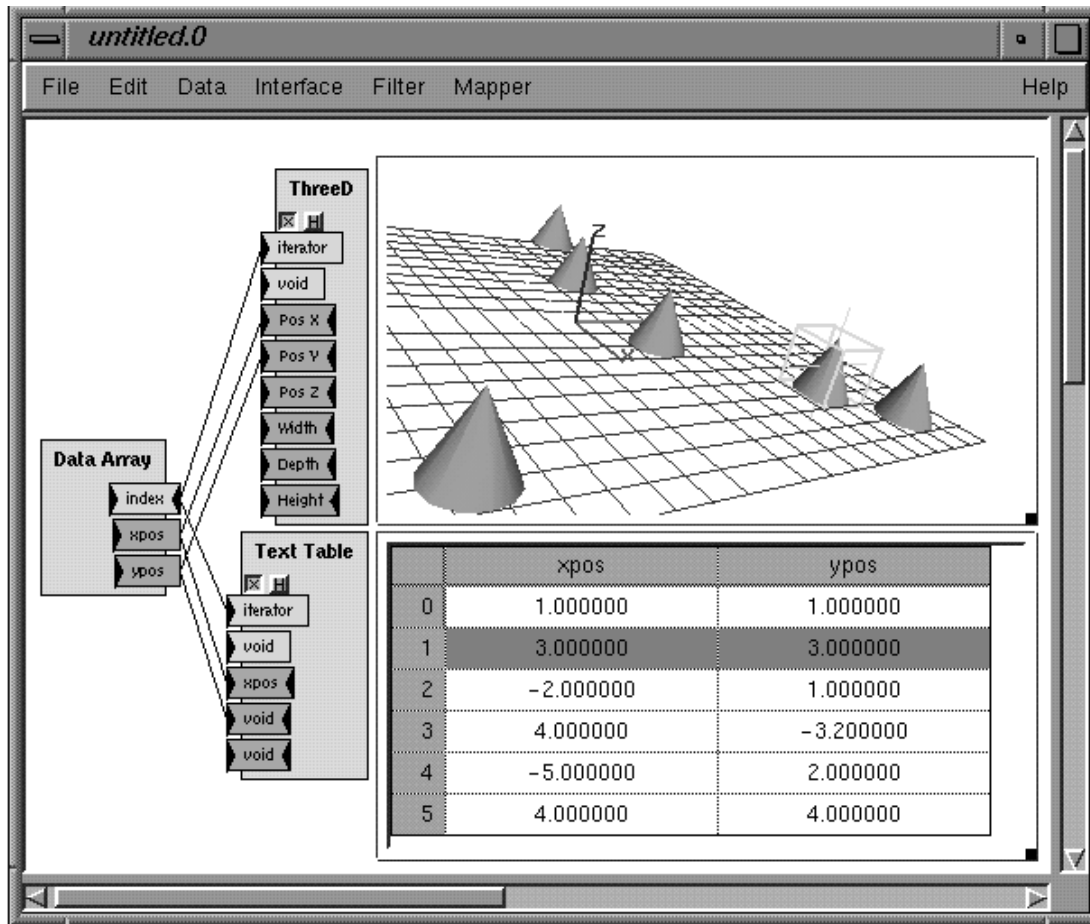 untitled.0
File Edit Data Interface Filter Mapper Help
ThreeD
H
iterator
void
Pos X
Pos Y
Pos Z
Width
Depth
Height
Z
X
Data Array
index
xpos
ypos
Text Table
H
iterator
void
xpos
void
void
xpos ypos
0 1.000000 1.000000
1 3.000000 3.000000
2 -2.000000 1.000000
3 4.000000 -3.200000
4 -5.000000 2.000000
5 4.000000 4.000000